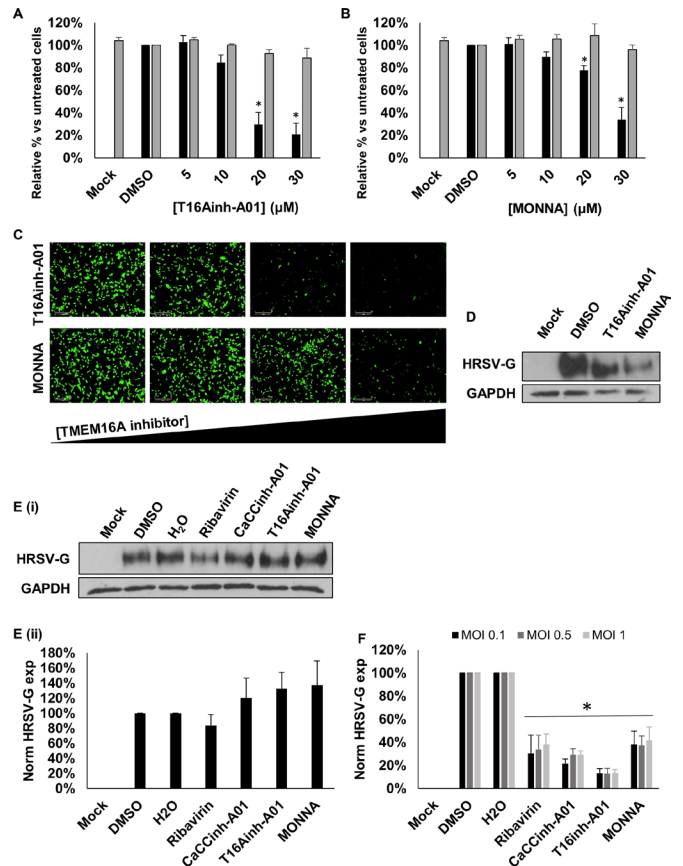 A
Relative % vs untreated cells
120%
100%
80%
60%
40%
20%
0%
*
*
Mock
DMSO
5
10
20
30
[T16Ainh-A01] (µM)
B
Relative % vs untreated cells
120%
100%
80%
60%
40%
20%
0%
*
*
Mock
DMSO
5
10
20
30
[MONNA] (µM)
C
T16Ainh-A01
MONNA
[TMEM16A inhibitor]
D
Mock
DMSO
T16Ainh-A01
MONNA
HRSV-G
GAPDH
E (i)
Mock
DMSO
H₂O
Ribavirin
CaCCinh-A01
T16Ainh-A01
MONNA
HRSV-G
GAPDH
E (ii)
Norm HRSV-G exp
180%
160%
140%
120%
100%
80%
60%
40%
20%
0%
Mock
DMSO
H2O
Ribavirin
CaCCinh-A01
T16Ainh-A01
MONNA
F
MOI 0.1 MOI 0.5 MOI 1
Norm HRSV-G exp
120%
100%
80%
60%
40%
20%
0%
*
Mock
DMSO
H2O
Ribavirin
CaCCinh-A01
T16inh-A01
MONNA